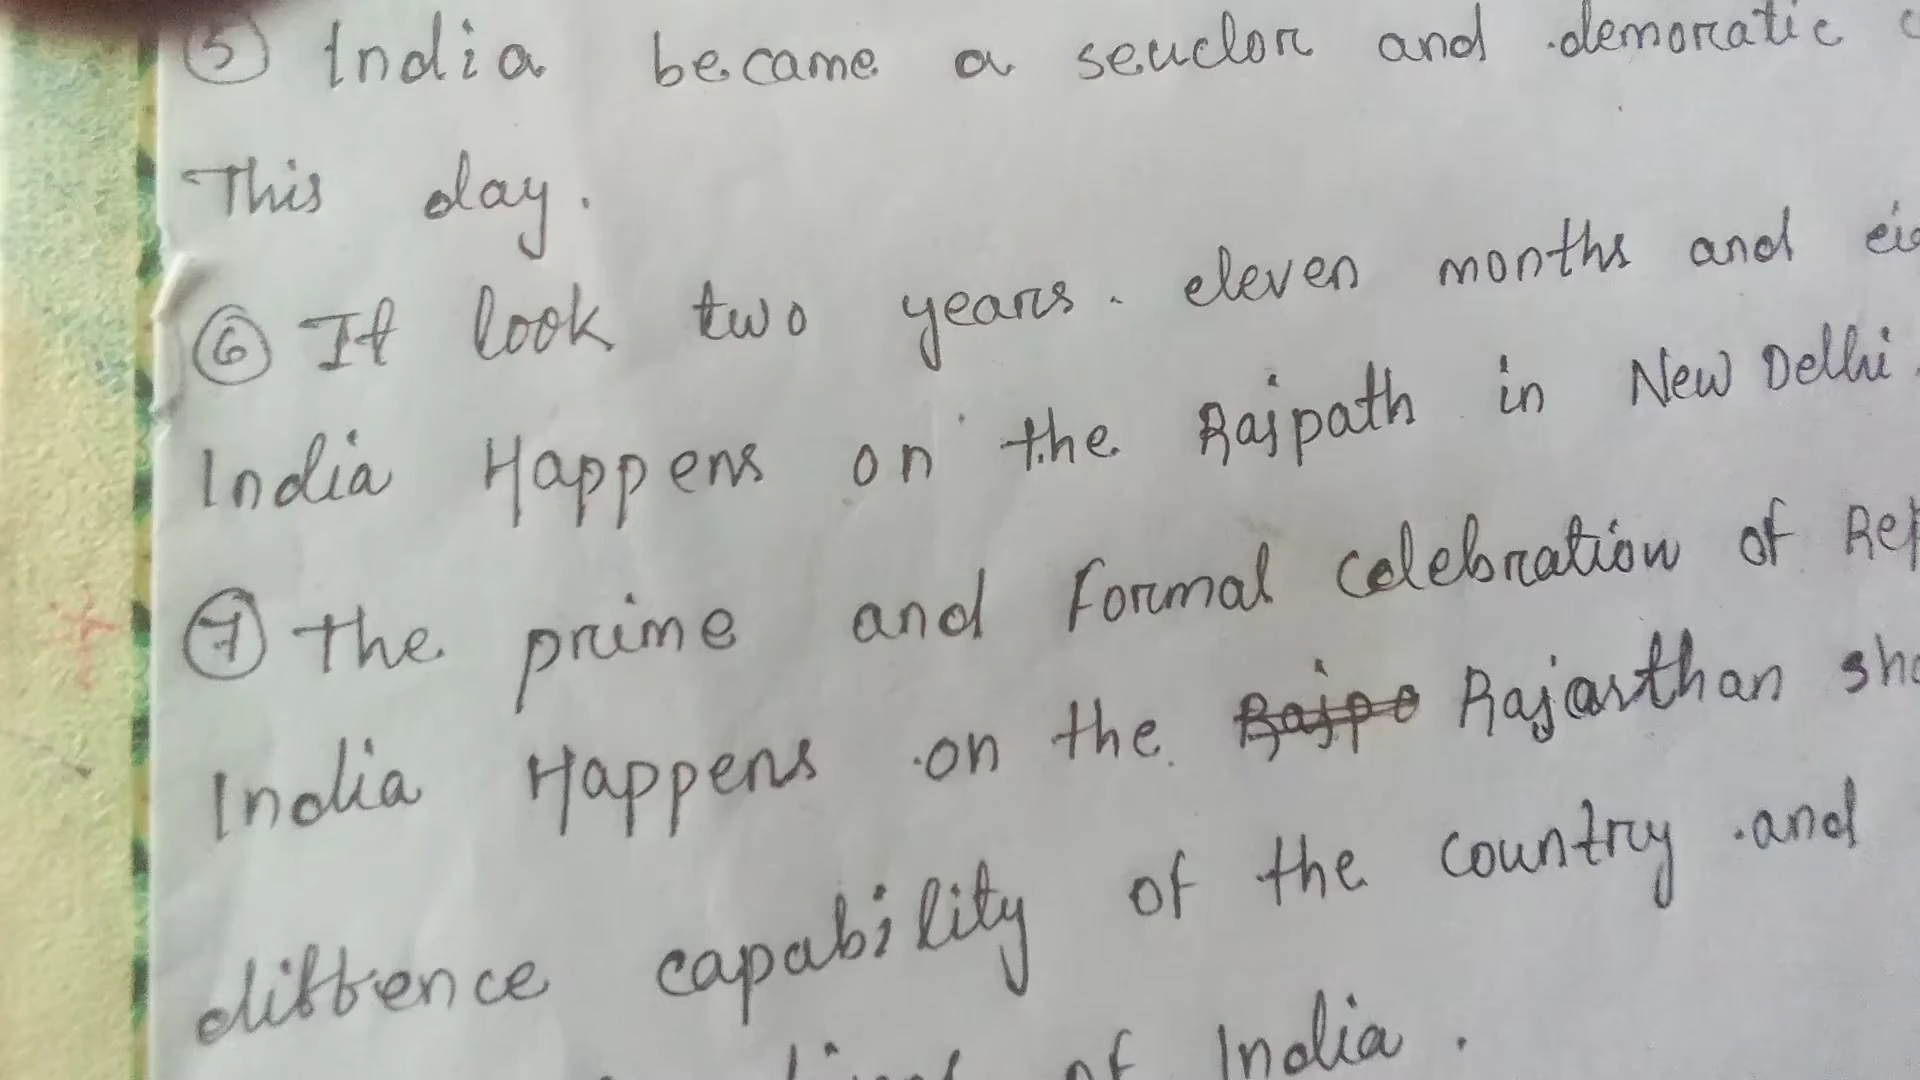 ⑤ India became a seuclor and demoratic
This day.
⑥ It look two years. eleven months and
India Happens on the Rajpath in New Delhi.
⑦ the prime and Formal celebration of
India Happens on the Rajpo Rajasthan
diffence capability of the country and
of India.